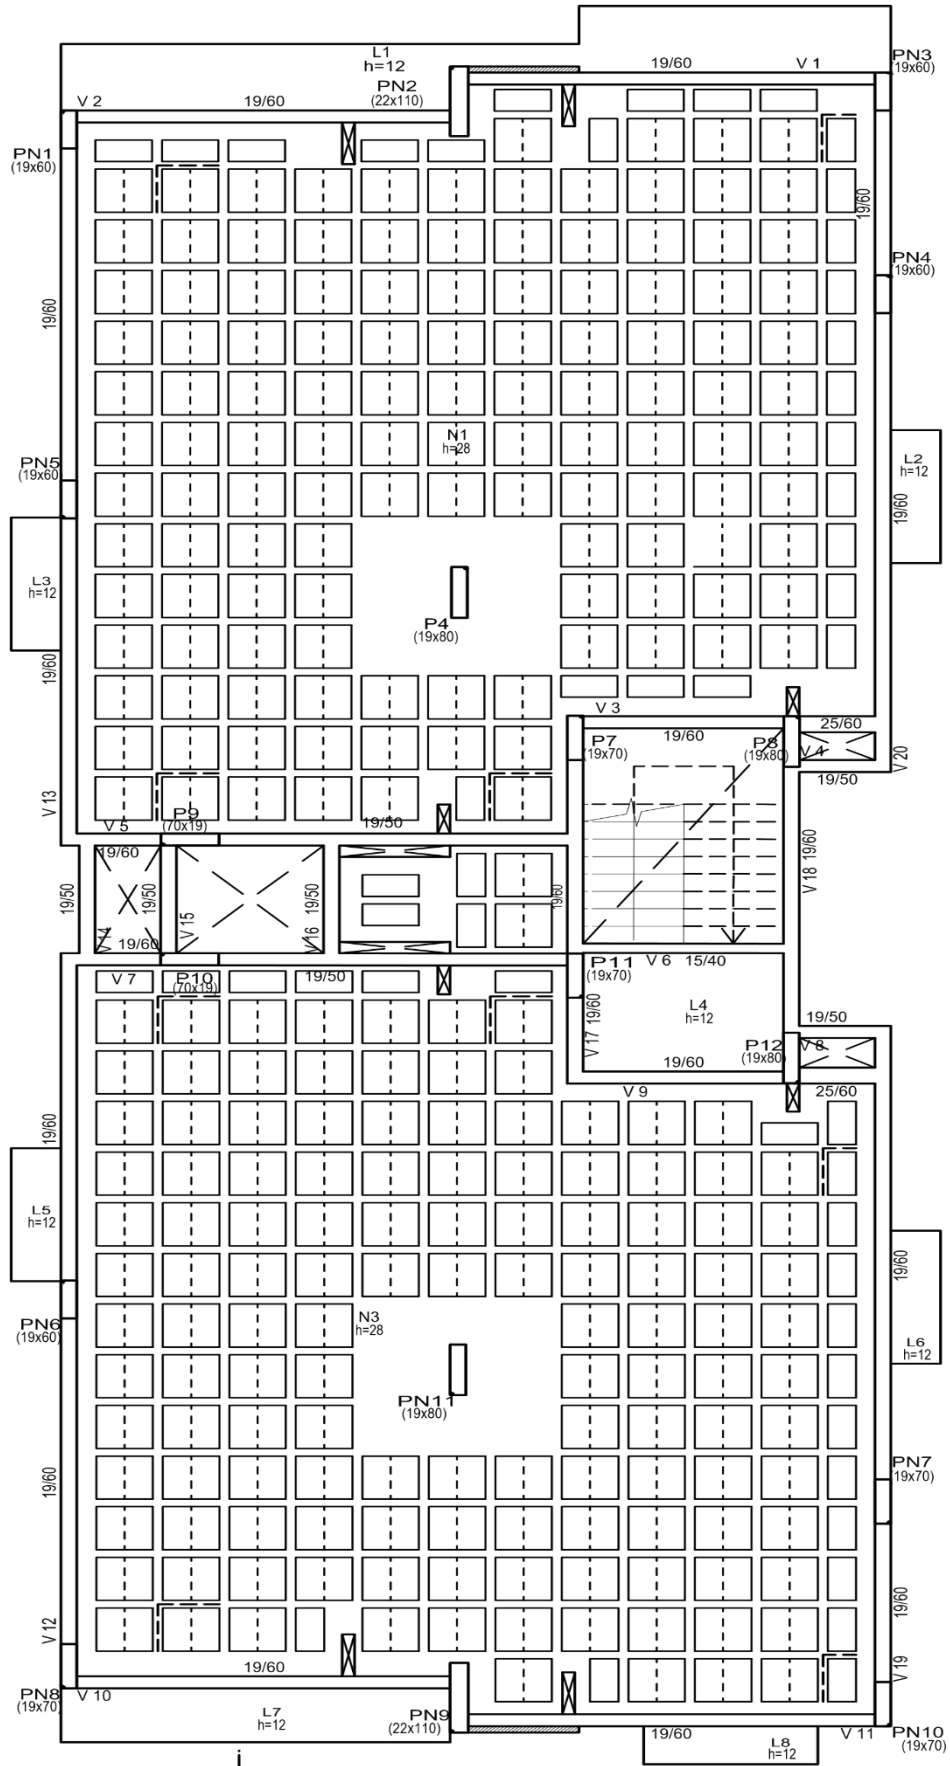 L1
h=12
19/60
V 1
PN3
(19x60)
PN2
(22x110)
V 2
19/60
PN1
(19x60)
19/60
PN4
(19x60)
19/60
N1
h=28
L2
h=12
PN5
(19x60
19/60
L3
h=12
P4
(19x80)
19/60
V 3
19/60
25/60
P7
(19x70)
P8
(19x80)
V 4
V 20
19/50
V 13
P9
(70x19)
V 5
19/50
19/60
19/50
19/50
V 15
19/50
19/60
V 18 19/60
V 14
19/60
V 16
V 7
P10
(70x19)
19/50
P11
(19x70)
V 6
15/40
L4
h=12
V 17 19/60
19/50
P12
(19x80)
V 8
19/60
V 9
25/60
19/60
L5
h=12
19/60
N3
h=28
PN6
(19x60)
L6
h=12
PN11
(19x80)
19/60
PN7
19x70)
V 12
19/60
19/60
V 19
PN8
(19x70)
V 10
L7
h=12
PN9
(22x110)
19/60
V 11
PN10
(19x70)
L8
h=12
i